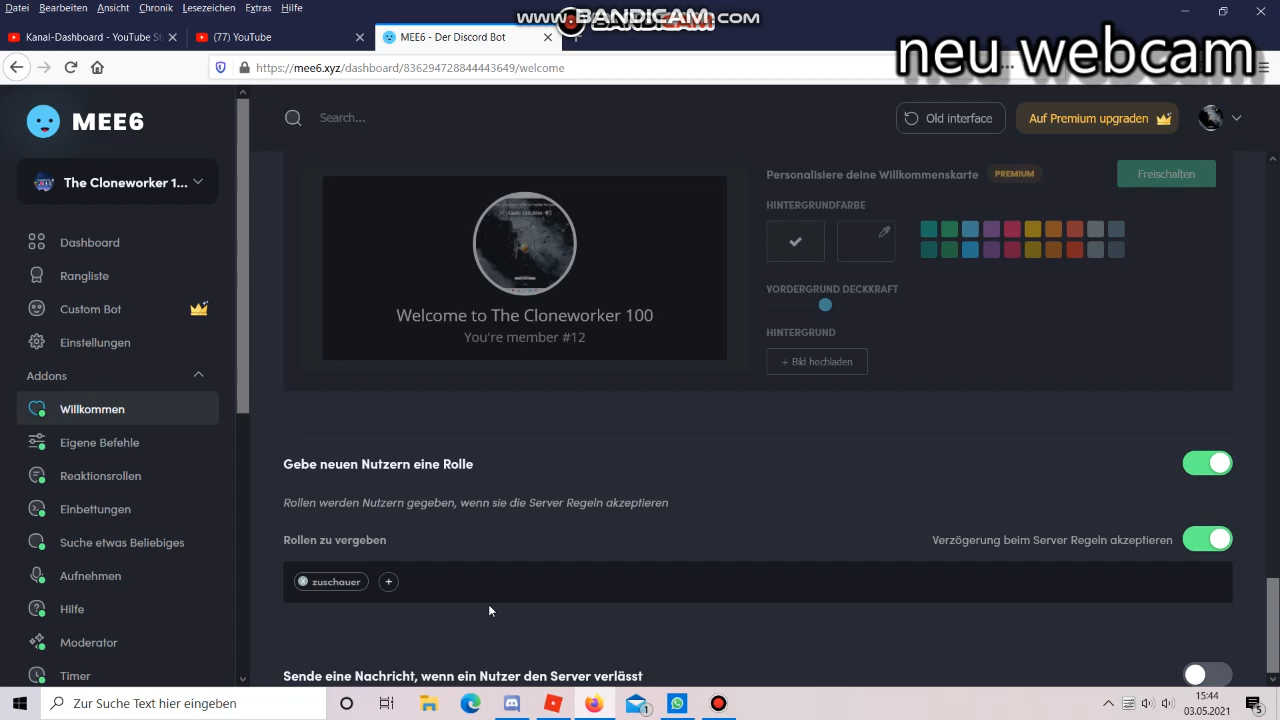 Datei Bearbeiten Ansicht Chronik Lesezeichen Extras Hilfe
www.BANDICAM.com
Kanal-Dashboard - YouTube St
(77) YouTube
MEE6 - Der Discord Bot
neu webcam
https://mee6.xyz/dashboard/836294728844443649/welcome
MEE6
Search...
Old interface
Auf Premium upgraden
The Cloneworker 1...
Personalisiere deine Willkommenskarte PREMIUM
Freischalten
HINTERGRUNDFARBE
VORDERGRUND DECKKRAFT
HINTERGRUND
+ Bild hochladen
Welcome to The Cloneworker 100
You're member #12
Dashboard
Rangliste
Custom Bot
Einstellungen
Addons
Willkommen
Eigene Befehle
Reaktionsrollen
Einbettungen
Suche etwas Beliebiges
Aufnehmen
Hilfe
Moderator
Timer
Gebe neuen Nutzern eine Rolle
Rollen werden Nutzern gegeben, wenn sie die Server Regeln akzeptieren
Rollen zu vergeben
Verzögerung beim Server Regeln akzeptieren
zuschauer
+
Sende eine Nachricht, wenn ein Nutzer den Server verlässt
Zur Suche Text hier eingeben
1
15:44
03.05.2021
5